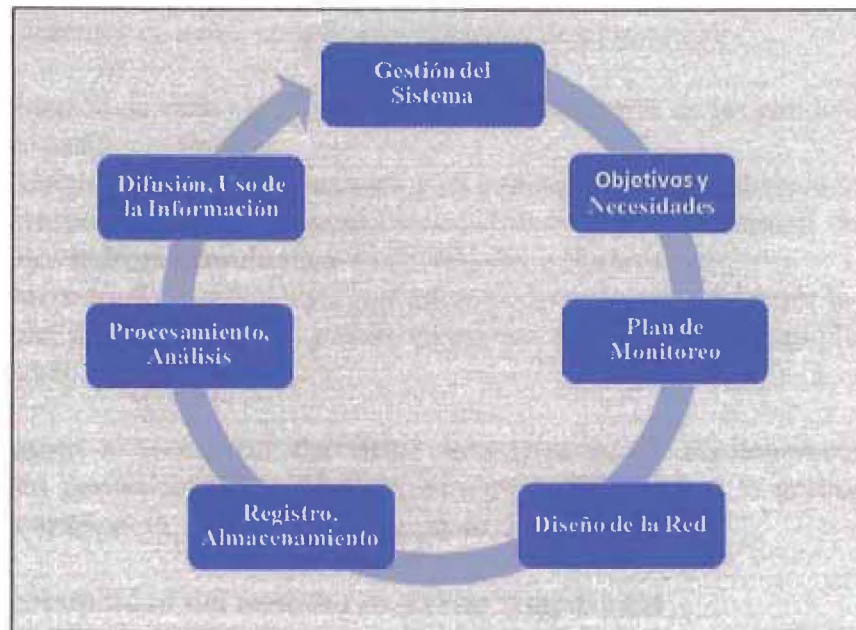 Gestión del
Sistema
Objetivos y
Necesidades
Plan de
Monitoreo
Diseño de la Red
Registro,
Almacenamiento
Procesamiento,
Análisis
Difusión, Uso de
la Información